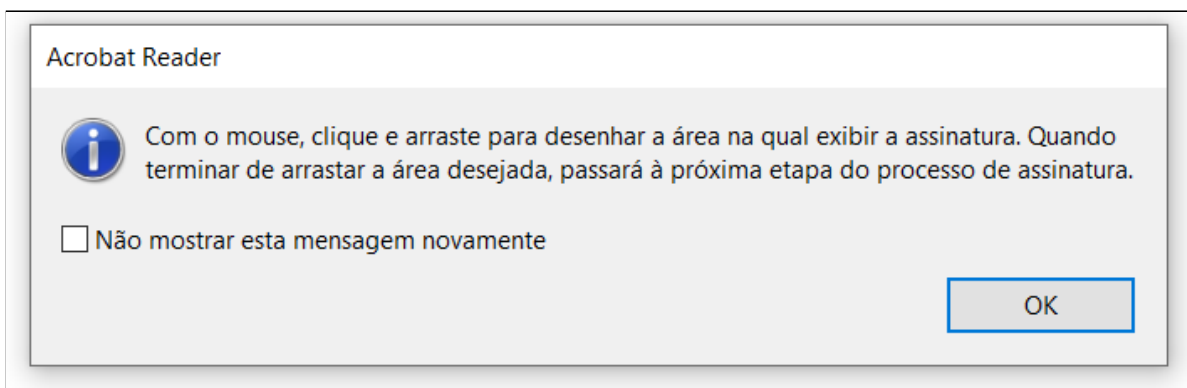 Acrobat Reader
Com o mouse, clique e arraste para desenhar a área na qual exibir a assinatura. Quando
terminar de arrastar a área desejada, passará à próxima etapa do processo de assinatura.
Não mostrar esta mensagem novamente
OK